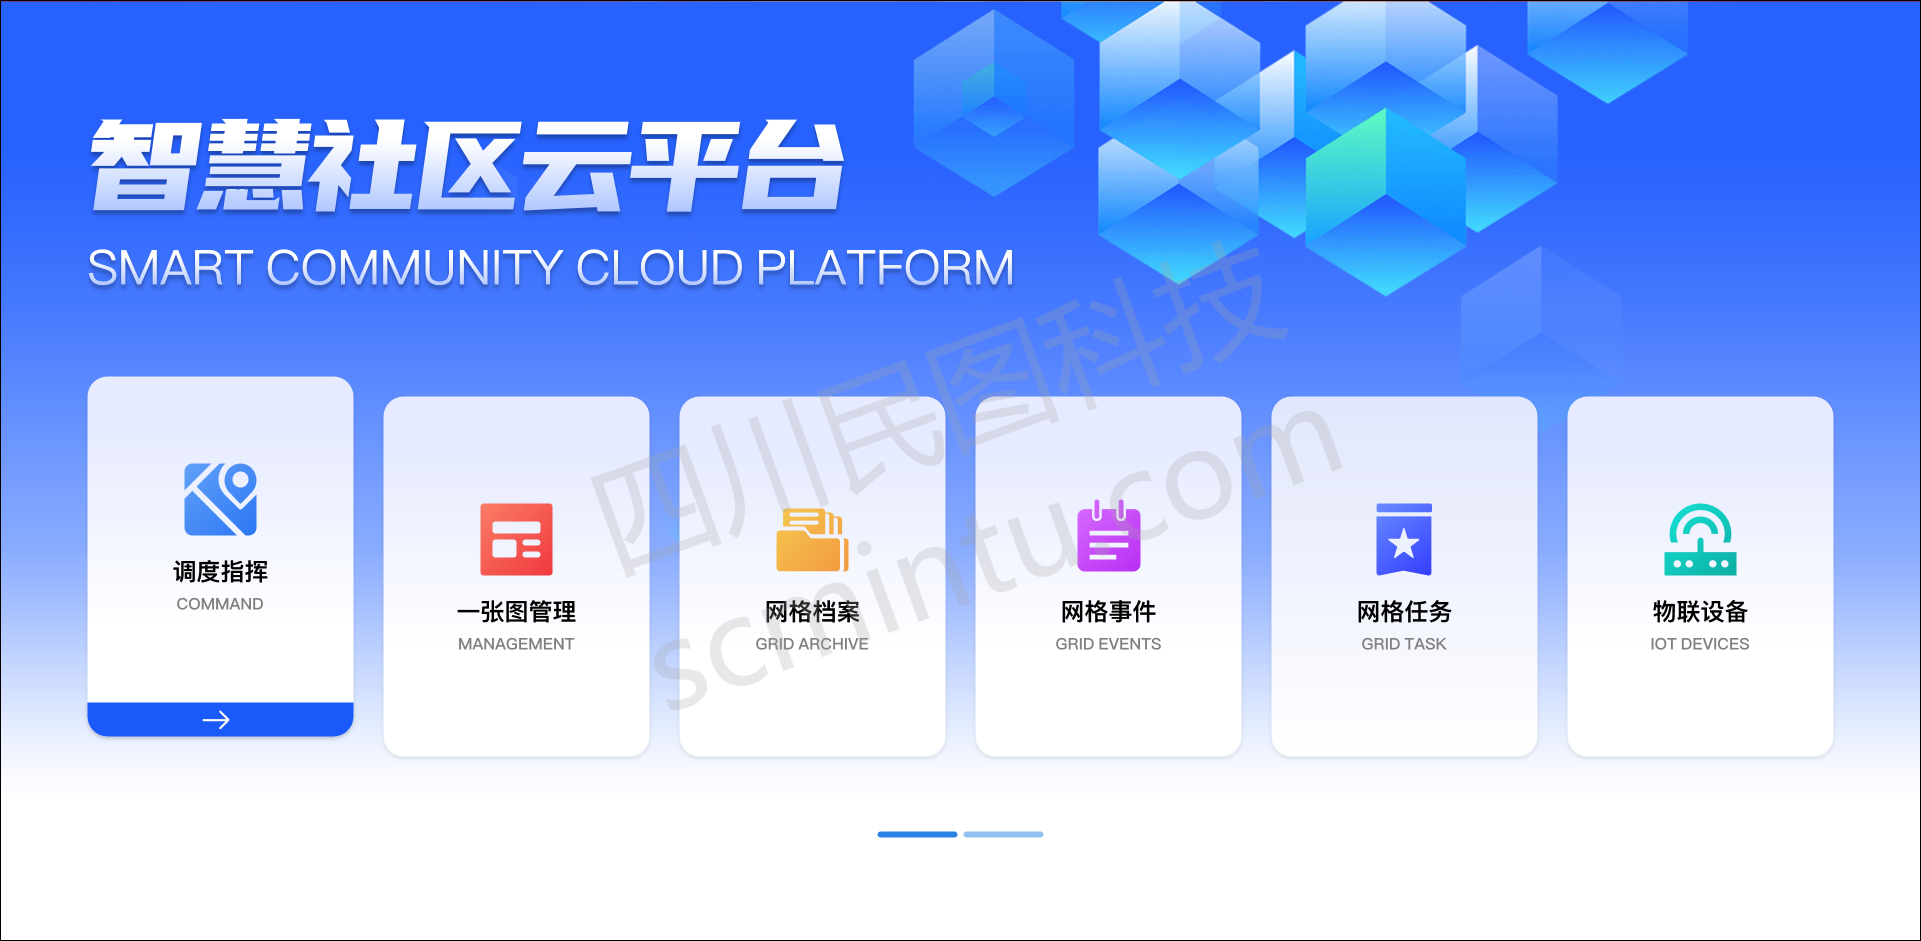 智慧社区云平台
SMART COMMUNITY CLOUD PLATFORM
调度指挥
COMMAND
一张图管理
MANAGEMENT
网格档案
GRID ARCHIVE
网格事件
GRID EVENTS
网格任务
GRID TASK
物联设备
IOT DEVICES
四川民图科技
scmintu.com